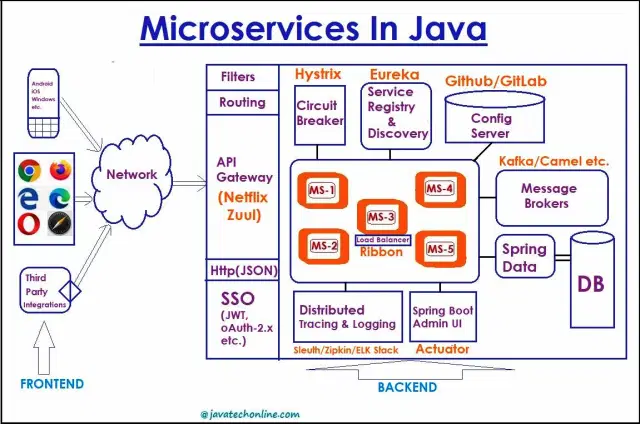 Microservices In Java
Android
iOS
Windows
etc.
Network
Third
Party
Integrations
FRONTEND
Filters
Routing
API
Gateway
(Netflix
Zuul)
Http(JSON)
SSO
(JWT,
oAuth-2.x
etc.)
Hystrix
Circuit
Breaker
Eureka
Service
Registry
&
Discovery
Github/GitLab
Config
Server
MS-1
MS-2
MS-3
Load Balancer
Ribbon
MS-4
MS-5
Kafka/Camel etc.
Message
Brokers
Spring
Data
DB
Distributed
Tracing & Logging
Sleuth/Zipkin/ELK Stack
Spring Boot
Admin UI
Actuator
BACKEND
@javatechonline.com